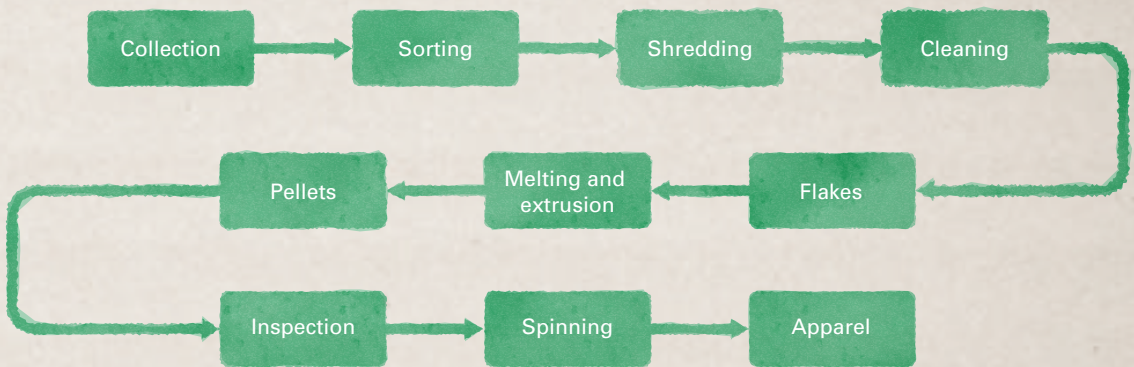 Collection
Sorting
Shredding
Cleaning
Flakes
Melting and
extrusion
Pellets
Inspection
Spinning
Apparel